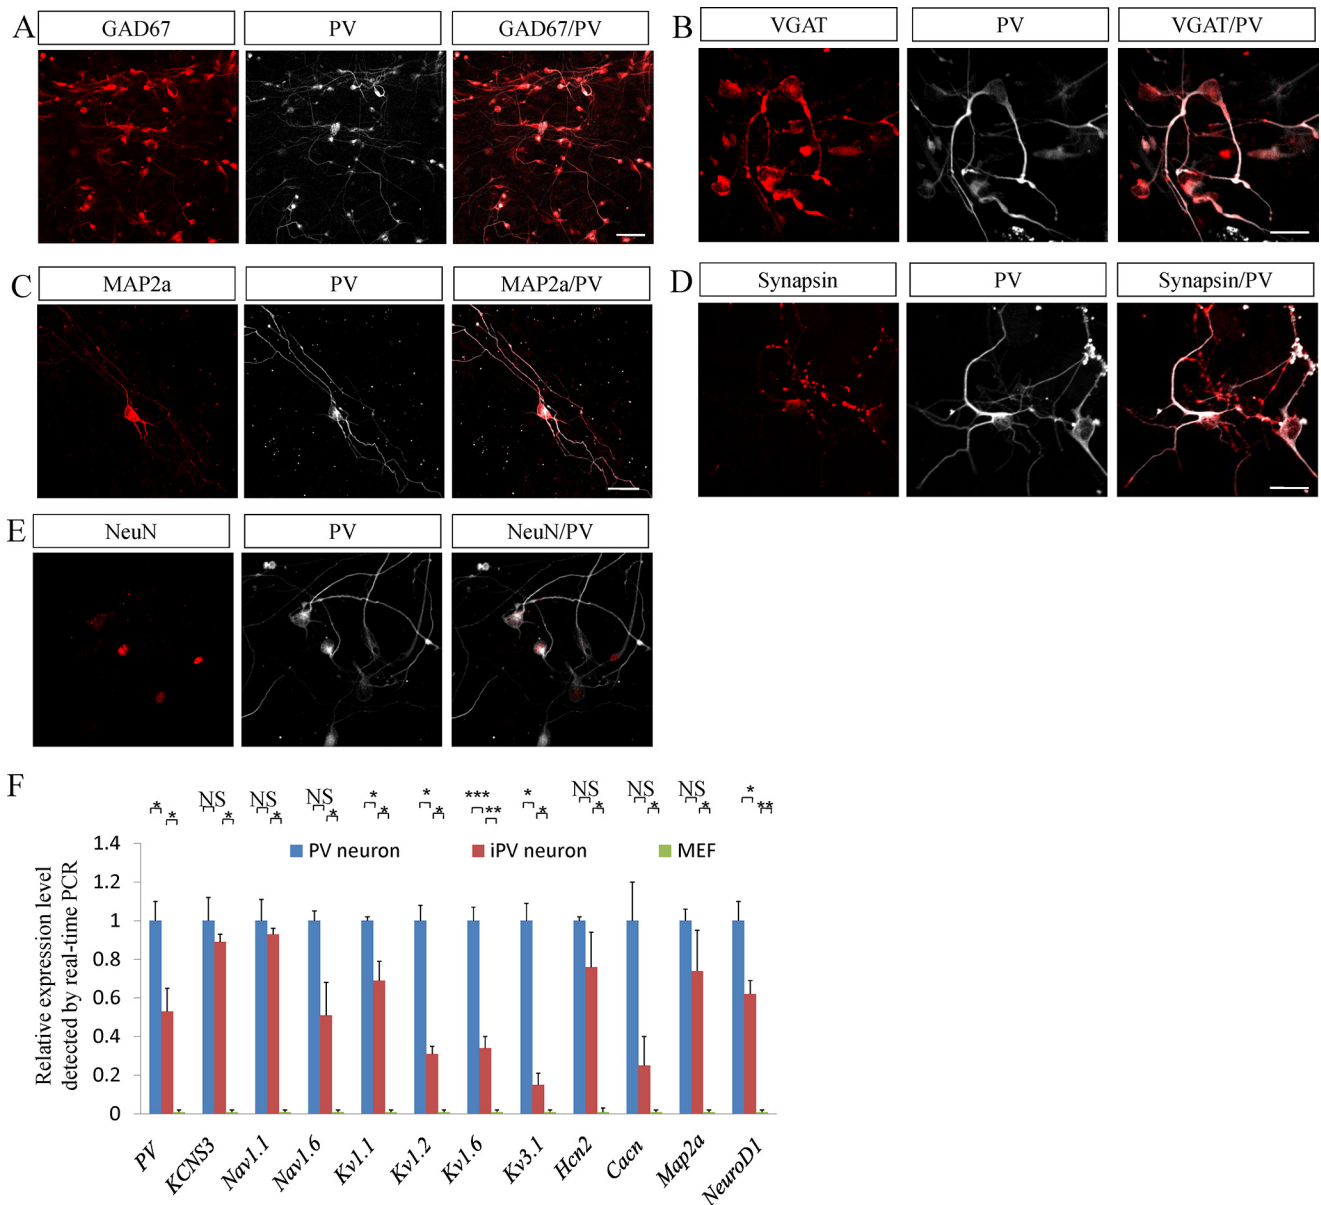 A GAD67 PV GAD67/PV
B VGAT PV VGAT/PV
C MAP2a PV MAP2a/PV
D Synapsin PV Synapsin/PV
E NeuN PV NeuN/PV
F
* NS NS NS * * *** * NS NS NS *
* * * * * * ** * * * * **
PV neuron iPV neuron MEF
Relative expression level
detected by real-time PCR
1.4
1.2
1
0.8
0.6
0.4
0.2
0
PV KCNS3 Nav1.1 Nav1.6 Kv1.1 Kv1.2 Kv1.6 Kv3.1 Hcn2 Cacn Map2a NeuroD1